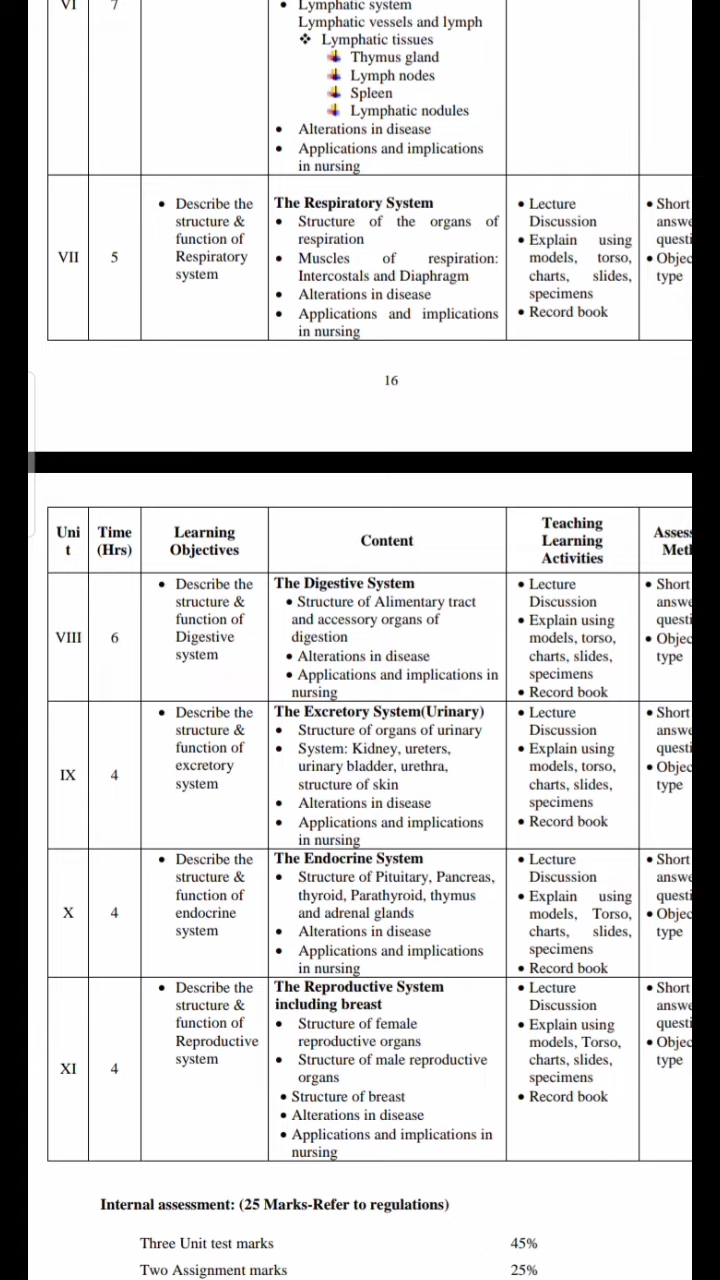 VI 7
• Lymphatic system
Lymphatic vessels and lymph
❖ Lymphatic tissues
Thymus gland
Lymph nodes
Spleen
Lymphatic nodules
• Alterations in disease
• Applications and implications
in nursing
VII
5
• Describe the
structure &
function of
Respiratory
system
The Respiratory System
• Structure of the organs of
respiration
• Muscles of respiration:
Intercostals and Diaphragm
• Alterations in disease
• Applications and implications
in nursing
• Lecture
Discussion
• Explain using
models, torso,
charts, slides,
specimens
• Record book
• Short
answe
questi
• Objec
type
16
Uni
t
Time
(Hrs)
Learning
Objectives
Content
Teaching
Learning
Activities
Assess
Meth
VIII
6
• Describe the
structure &
function of
Digestive
system
The Digestive System
• Structure of Alimentary tract
and accessory organs of
digestion
• Alterations in disease
• Applications and implications in
nursing
• Lecture
Discussion
• Explain using
models, torso,
charts, slides,
specimens
• Record book
• Short
answe
questi
• Objec
type
IX
4
• Describe the
structure &
function of
excretory
system
The Excretory System(Urinary)
• Structure of organs of urinary
• System: Kidney, ureters,
urinary bladder, urethra,
structure of skin
• Alterations in disease
• Applications and implications
in nursing
• Lecture
Discussion
• Explain using
models, torso,
charts, slides,
specimens
• Record book
• Short
answe
questi
• Objec
type
X
4
• Describe the
structure &
function of
endocrine
system
The Endocrine System
• Structure of Pituitary, Pancreas,
thyroid, Parathyroid, thymus
and adrenal glands
• Alterations in disease
• Applications and implications
in nursing
• Lecture
Discussion
• Explain using
models, Torso,
charts, slides,
specimens
• Record book
• Short
answe
questi
• Objec
type
XI
4
• Describe the
structure &
function of
Reproductive
system
The Reproductive System
including breast
• Structure of female
reproductive organs
• Structure of male reproductive
organs
• Structure of breast
• Alterations in disease
• Applications and implications in
nursing
• Lecture
Discussion
• Explain using
models, Torso,
charts, slides,
specimens
• Record book
• Short
answe
questi
• Objec
type
Internal assessment: (25 Marks-Refer to regulations)
Three Unit test marks 45%
Two Assignment marks 25%